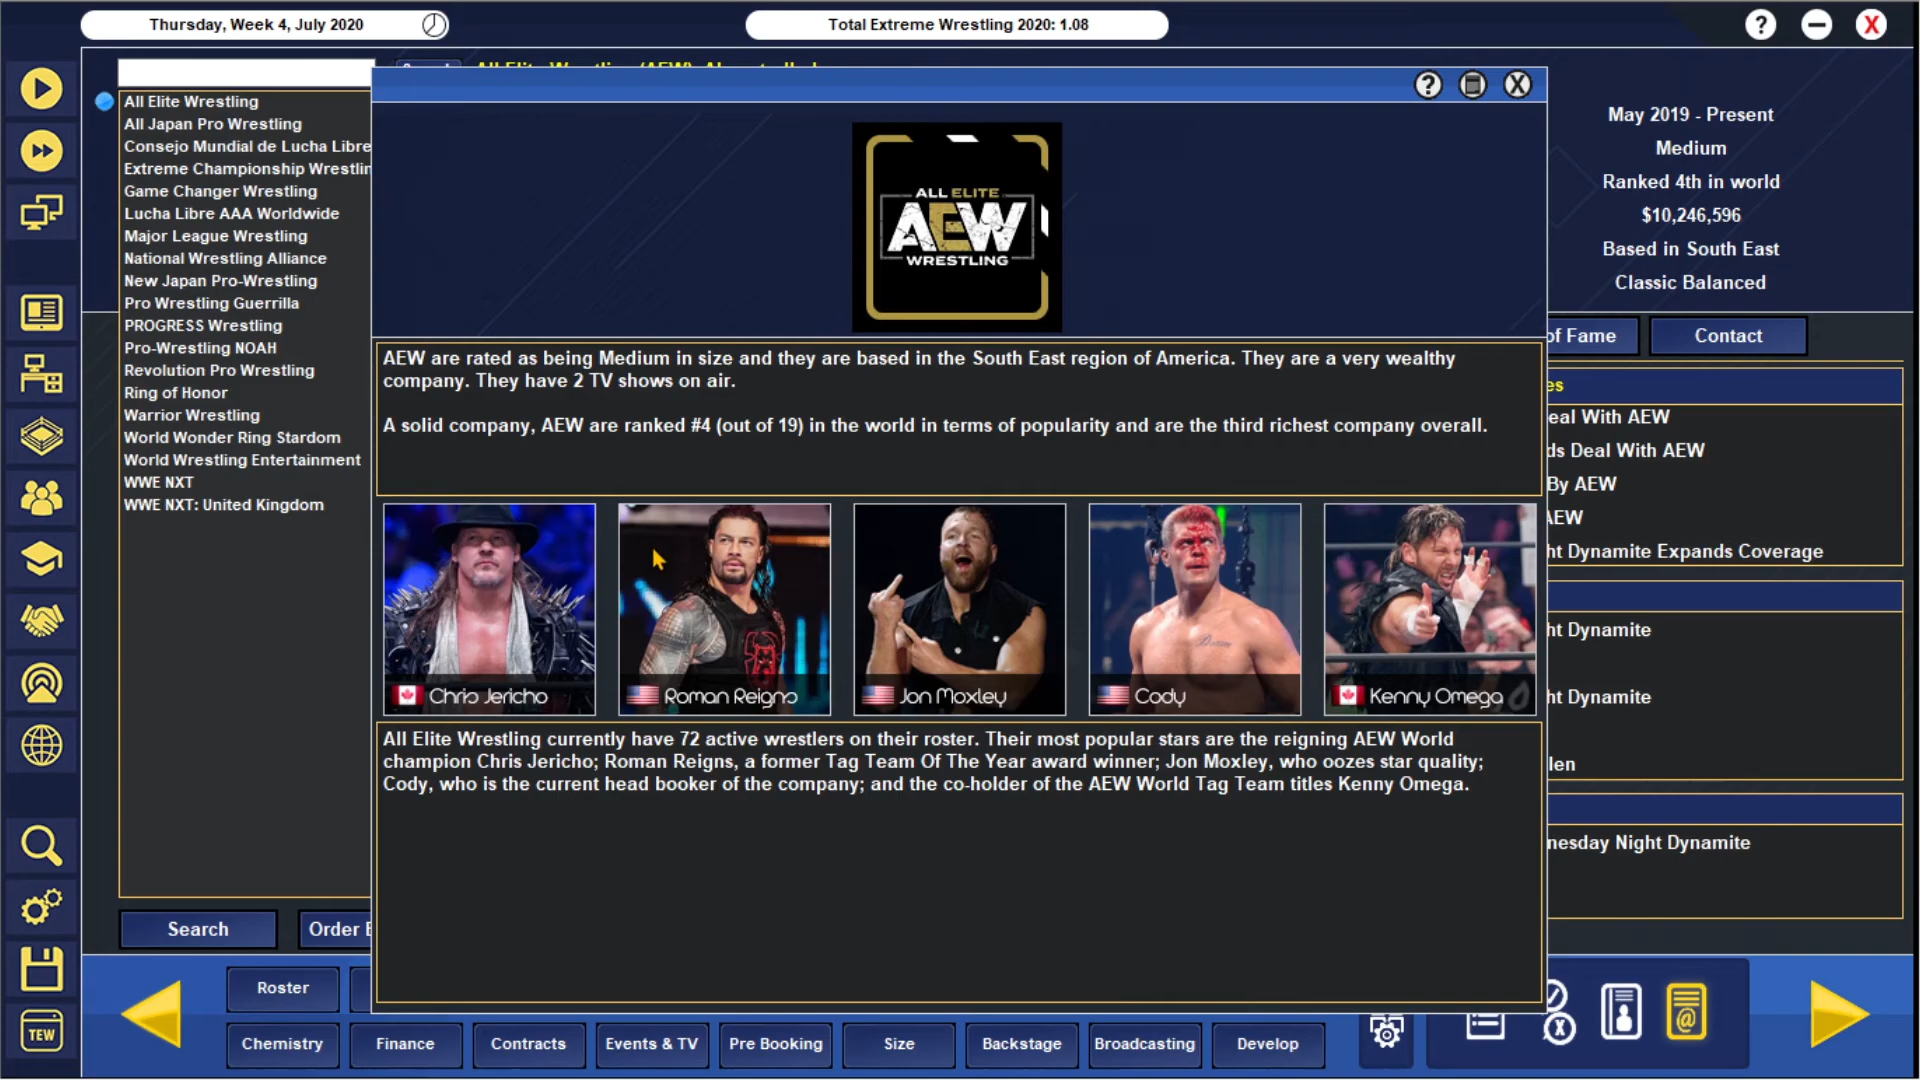 Thursday, Week 4, July 2020
Total Extreme Wrestling 2020: 1.08
?
X
All Elite Wrestling
All Japan Pro Wrestling
Consejo Mundial de Lucha Libre
Extreme Championship Wrestlin
Game Changer Wrestling
Lucha Libre AAA Worldwide
Major League Wrestling
National Wrestling Alliance
New Japan Pro-Wrestling
Pro Wrestling Guerrilla
PROGRESS Wrestling
Pro-Wrestling NOAH
Revolution Pro Wrestling
Ring of Honor
Warrior Wrestling
World Wonder Ring Stardom
World Wrestling Entertainment
WWE NXT
WWE NXT: United Kingdom
Search
Order
? X
ALL ELITE
AEW
WRESTLING
AEW are rated as being Medium in size and they are based in the South East region of America. They are a very wealthy
company. They have 2 TV shows on air.
A solid company, AEW are ranked #4 (out of 19) in the world in terms of popularity and are the third richest company overall.
Dream
Chris Jericho
Roman Reigns
Jon Moxley
Cody
Kenny Omega
All Elite Wrestling currently have 72 active wrestlers on their roster. Their most popular stars are the reigning AEW World
champion Chris Jericho; Roman Reigns, a former Tag Team Of The Year award winner; Jon Moxley, who oozes star quality;
Cody, who is the current head booker of the company; and the co-holder of the AEW World Tag Team titles Kenny Omega.
May 2019 - Present
Medium
Ranked 4th in world
$10,246,596
Based in South East
Classic Balanced
of Fame
Contact
es
eal With AEW
ds Deal With AEW
By AEW
AEW
ht Dynamite Expands Coverage
ht Dynamite
ht Dynamite
len
nesday Night Dynamite
TEW
Roster
Chemistry
Finance
Contracts
Events & TV
Pre Booking
Size
Backstage
Broadcasting
Develop
X
@